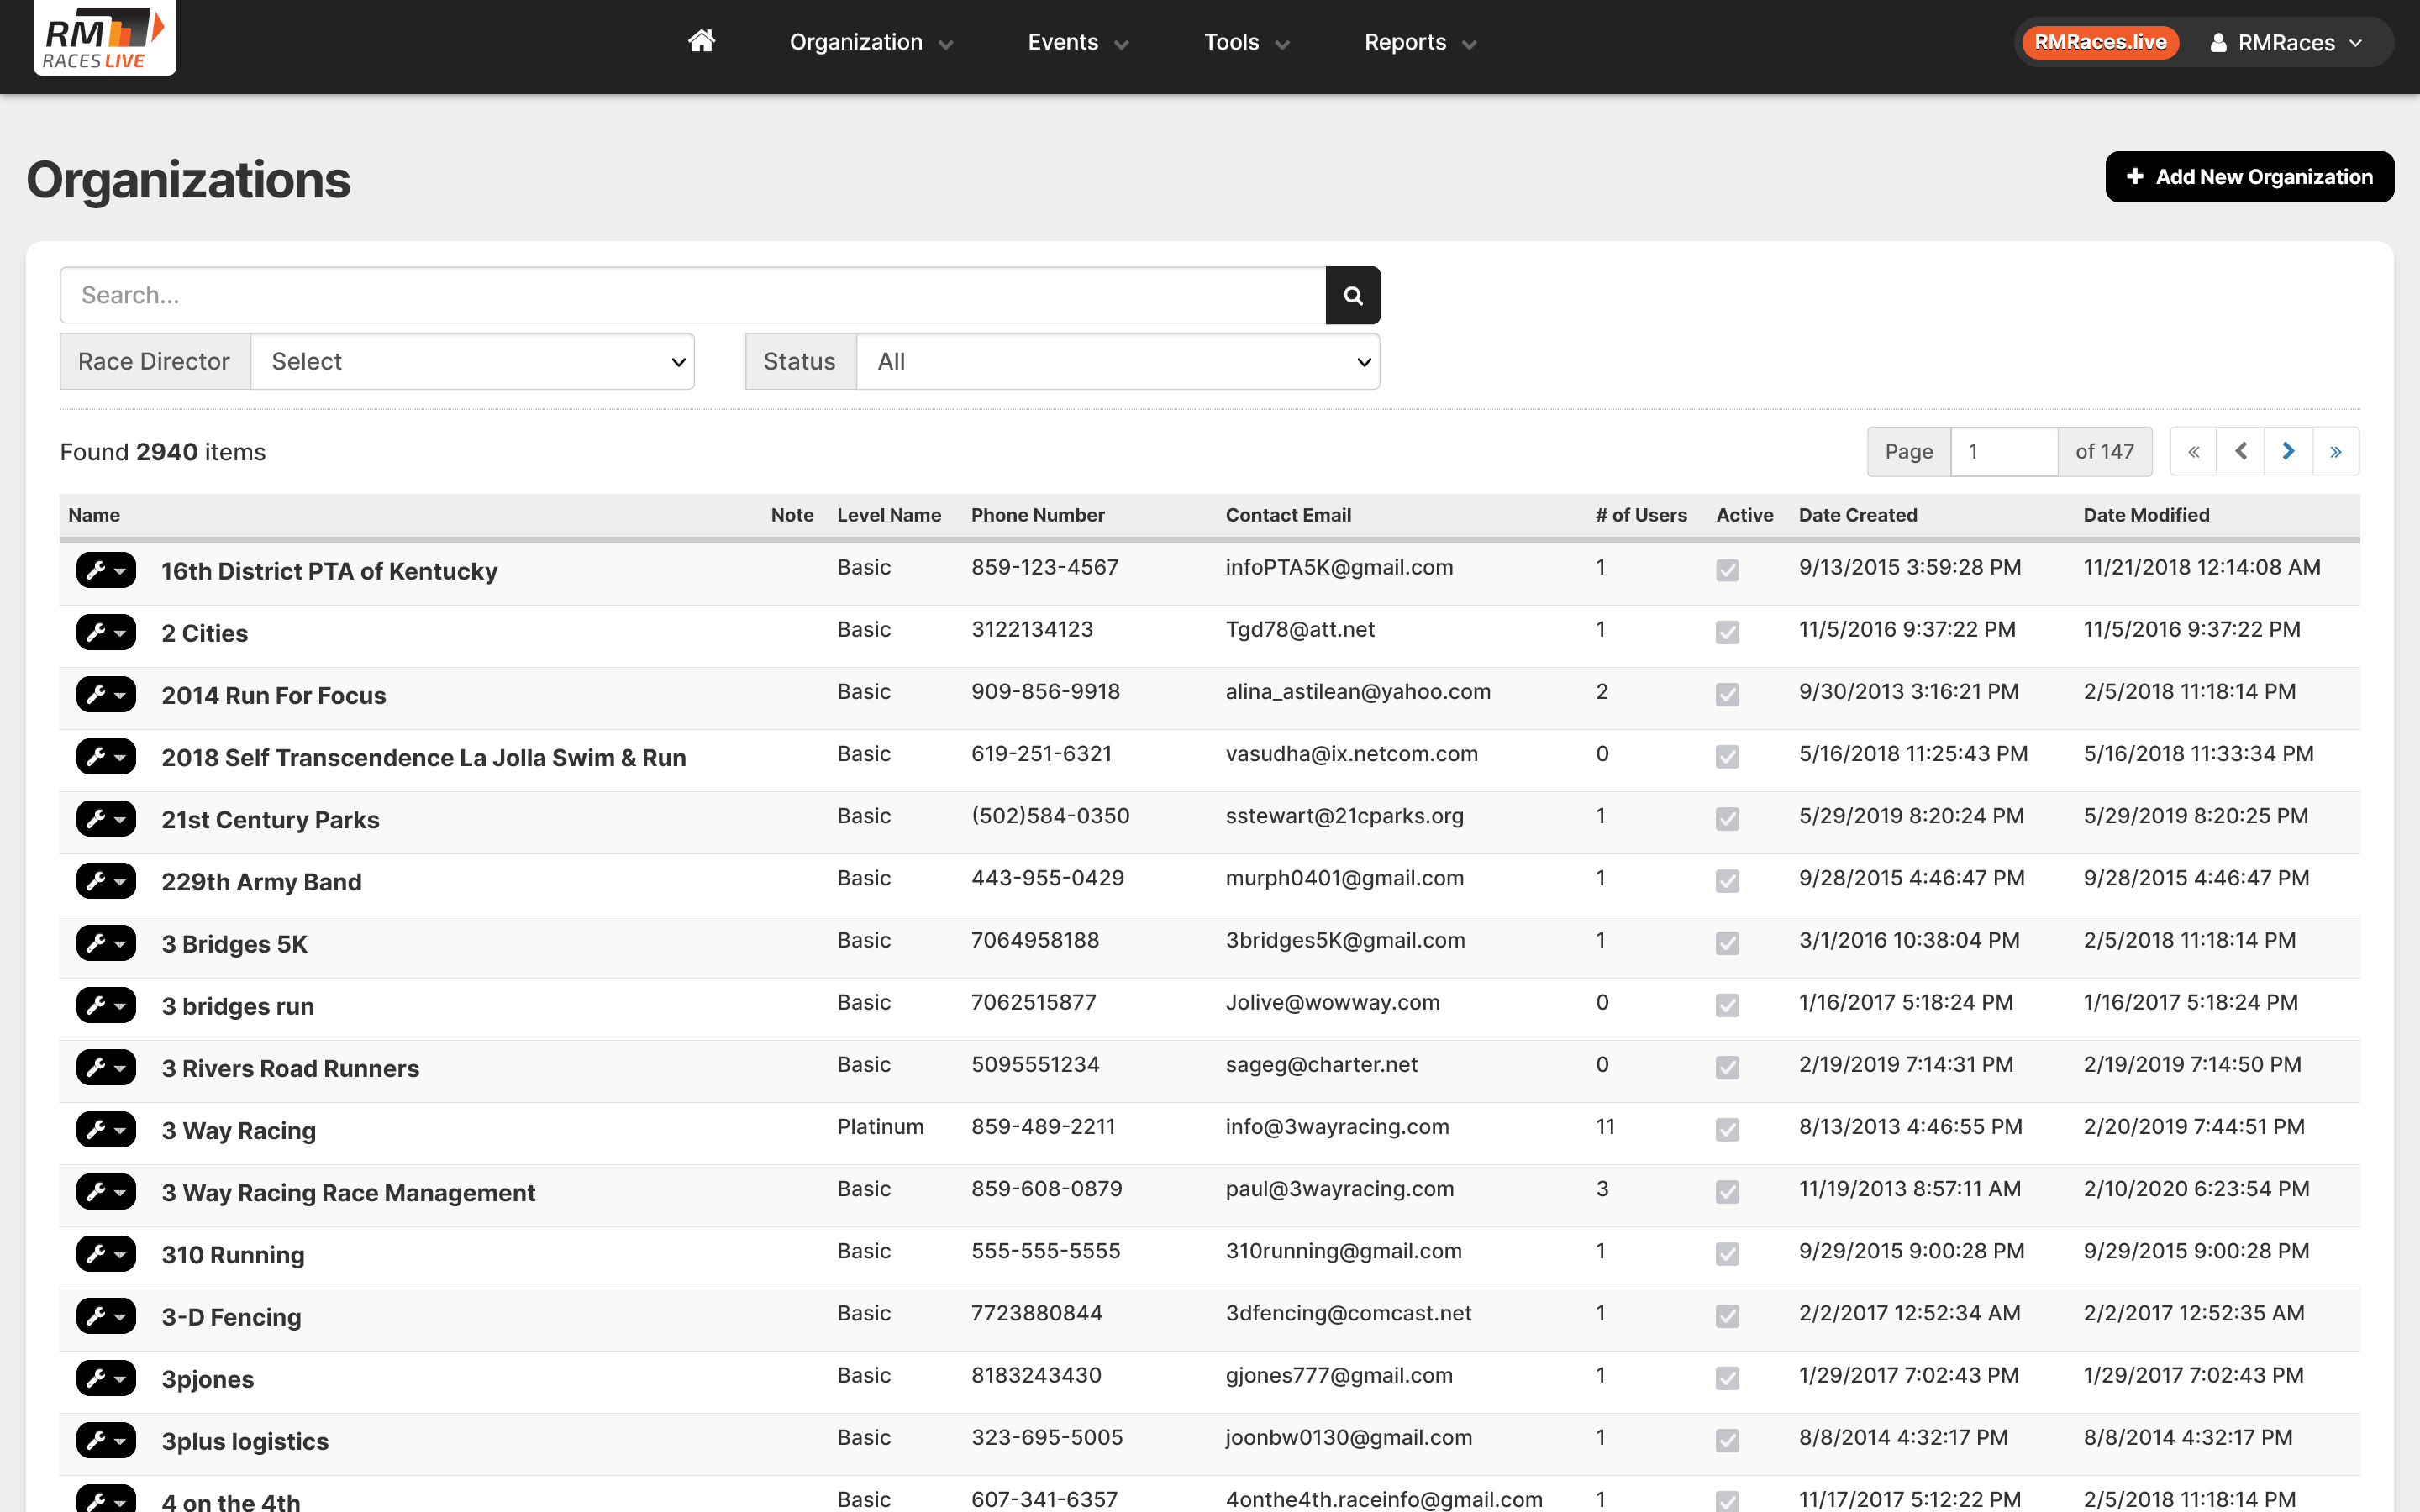 RM
RACES LIVE
Organization Events Tools Reports
RMRaces.live RMRaces
Organizations
Add New Organization
Search...
Race Director Select Status All
Found 2940 items
Page 1 of 147 « »
Name Note Level Name Phone Number Contact Email # of Users Active Date Created Date Modified
16th District PTA of Kentucky Basic 859-123-4567 infoPTA5K@gmail.com 1 9/13/2015 3:59:28 PM 11/21/2018 12:14:08 AM
2 Cities Basic 3122134123 Tgd78@att.net 1 11/5/2016 9:37:22 PM 11/5/2016 9:37:22 PM
2014 Run For Focus Basic 909-856-9918 alina_astilean@yahoo.com 2 9/30/2013 3:16:21 PM 2/5/2018 11:18:14 PM
2018 Self Transcendence La Jolla Swim & Run Basic 619-251-6321 vasudha@ix.netcom.com 0 5/16/2018 11:25:43 PM 5/16/2018 11:33:34 PM
21st Century Parks Basic (502)584-0350 sstewart@21cparks.org 1 5/29/2019 8:20:24 PM 5/29/2019 8:20:25 PM
229th Army Band Basic 443-955-0429 murph0401@gmail.com 1 9/28/2015 4:46:47 PM 9/28/2015 4:46:47 PM
3 Bridges 5K Basic 7064958188 3bridges5K@gmail.com 1 3/1/2016 10:38:04 PM 2/5/2018 11:18:14 PM
3 bridges run Basic 7062515877 Jolive@wowway.com 0 1/16/2017 5:18:24 PM 1/16/2017 5:18:24 PM
3 Rivers Road Runners Basic 5095551234 sageg@charter.net 0 2/19/2019 7:14:31 PM 2/19/2019 7:14:50 PM
3 Way Racing Platinum 859-489-2211 info@3wayracing.com 11 8/13/2013 4:46:55 PM 2/20/2019 7:44:51 PM
3 Way Racing Race Management Basic 859-608-0879 paul@3wayracing.com 3 11/19/2013 8:57:11 AM 2/10/2020 6:23:54 PM
310 Running Basic 555-555-5555 310running@gmail.com 1 9/29/2015 9:00:28 PM 9/29/2015 9:00:28 PM
3-D Fencing Basic 7723880844 3dfencing@comcast.net 1 2/2/2017 12:52:34 AM 2/2/2017 12:52:35 AM
3pjones Basic 8183243430 gjones777@gmail.com 1 1/29/2017 7:02:43 PM 1/29/2017 7:02:43 PM
3plus logistics Basic 323-695-5005 joonbw0130@gmail.com 1 8/8/2014 4:32:17 PM 8/8/2014 4:32:17 PM
4 on the 4th Basic 607-341-6357 4onthe4th.raceinfo@gmail.com 1 11/17/2017 5:12:22 PM 2/5/2018 11:18:14 PM